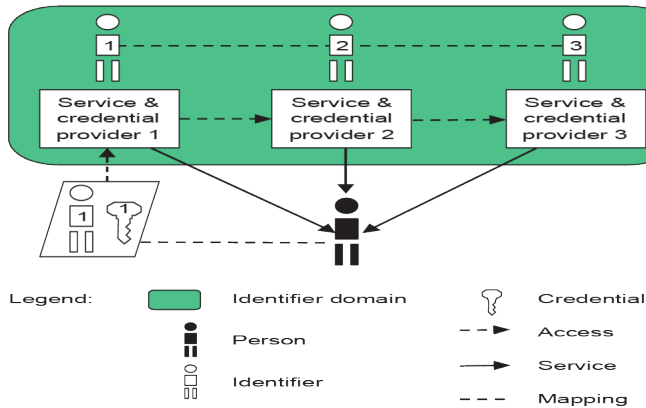 1
2
3
Service &
credential
provider 1
Service &
credential
provider 2
Service &
credential
provider 3
1
1
Legend:
Identifier domain
Person
Identifier
Credential
Access
Service
Mapping